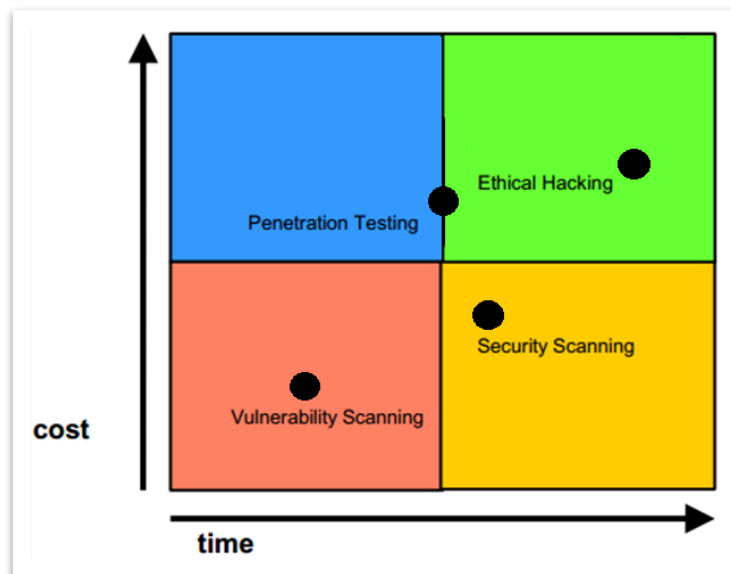 Ethical Hacking
Penetration Testing
Security Scanning
Vulnerability Scanning
cost
time